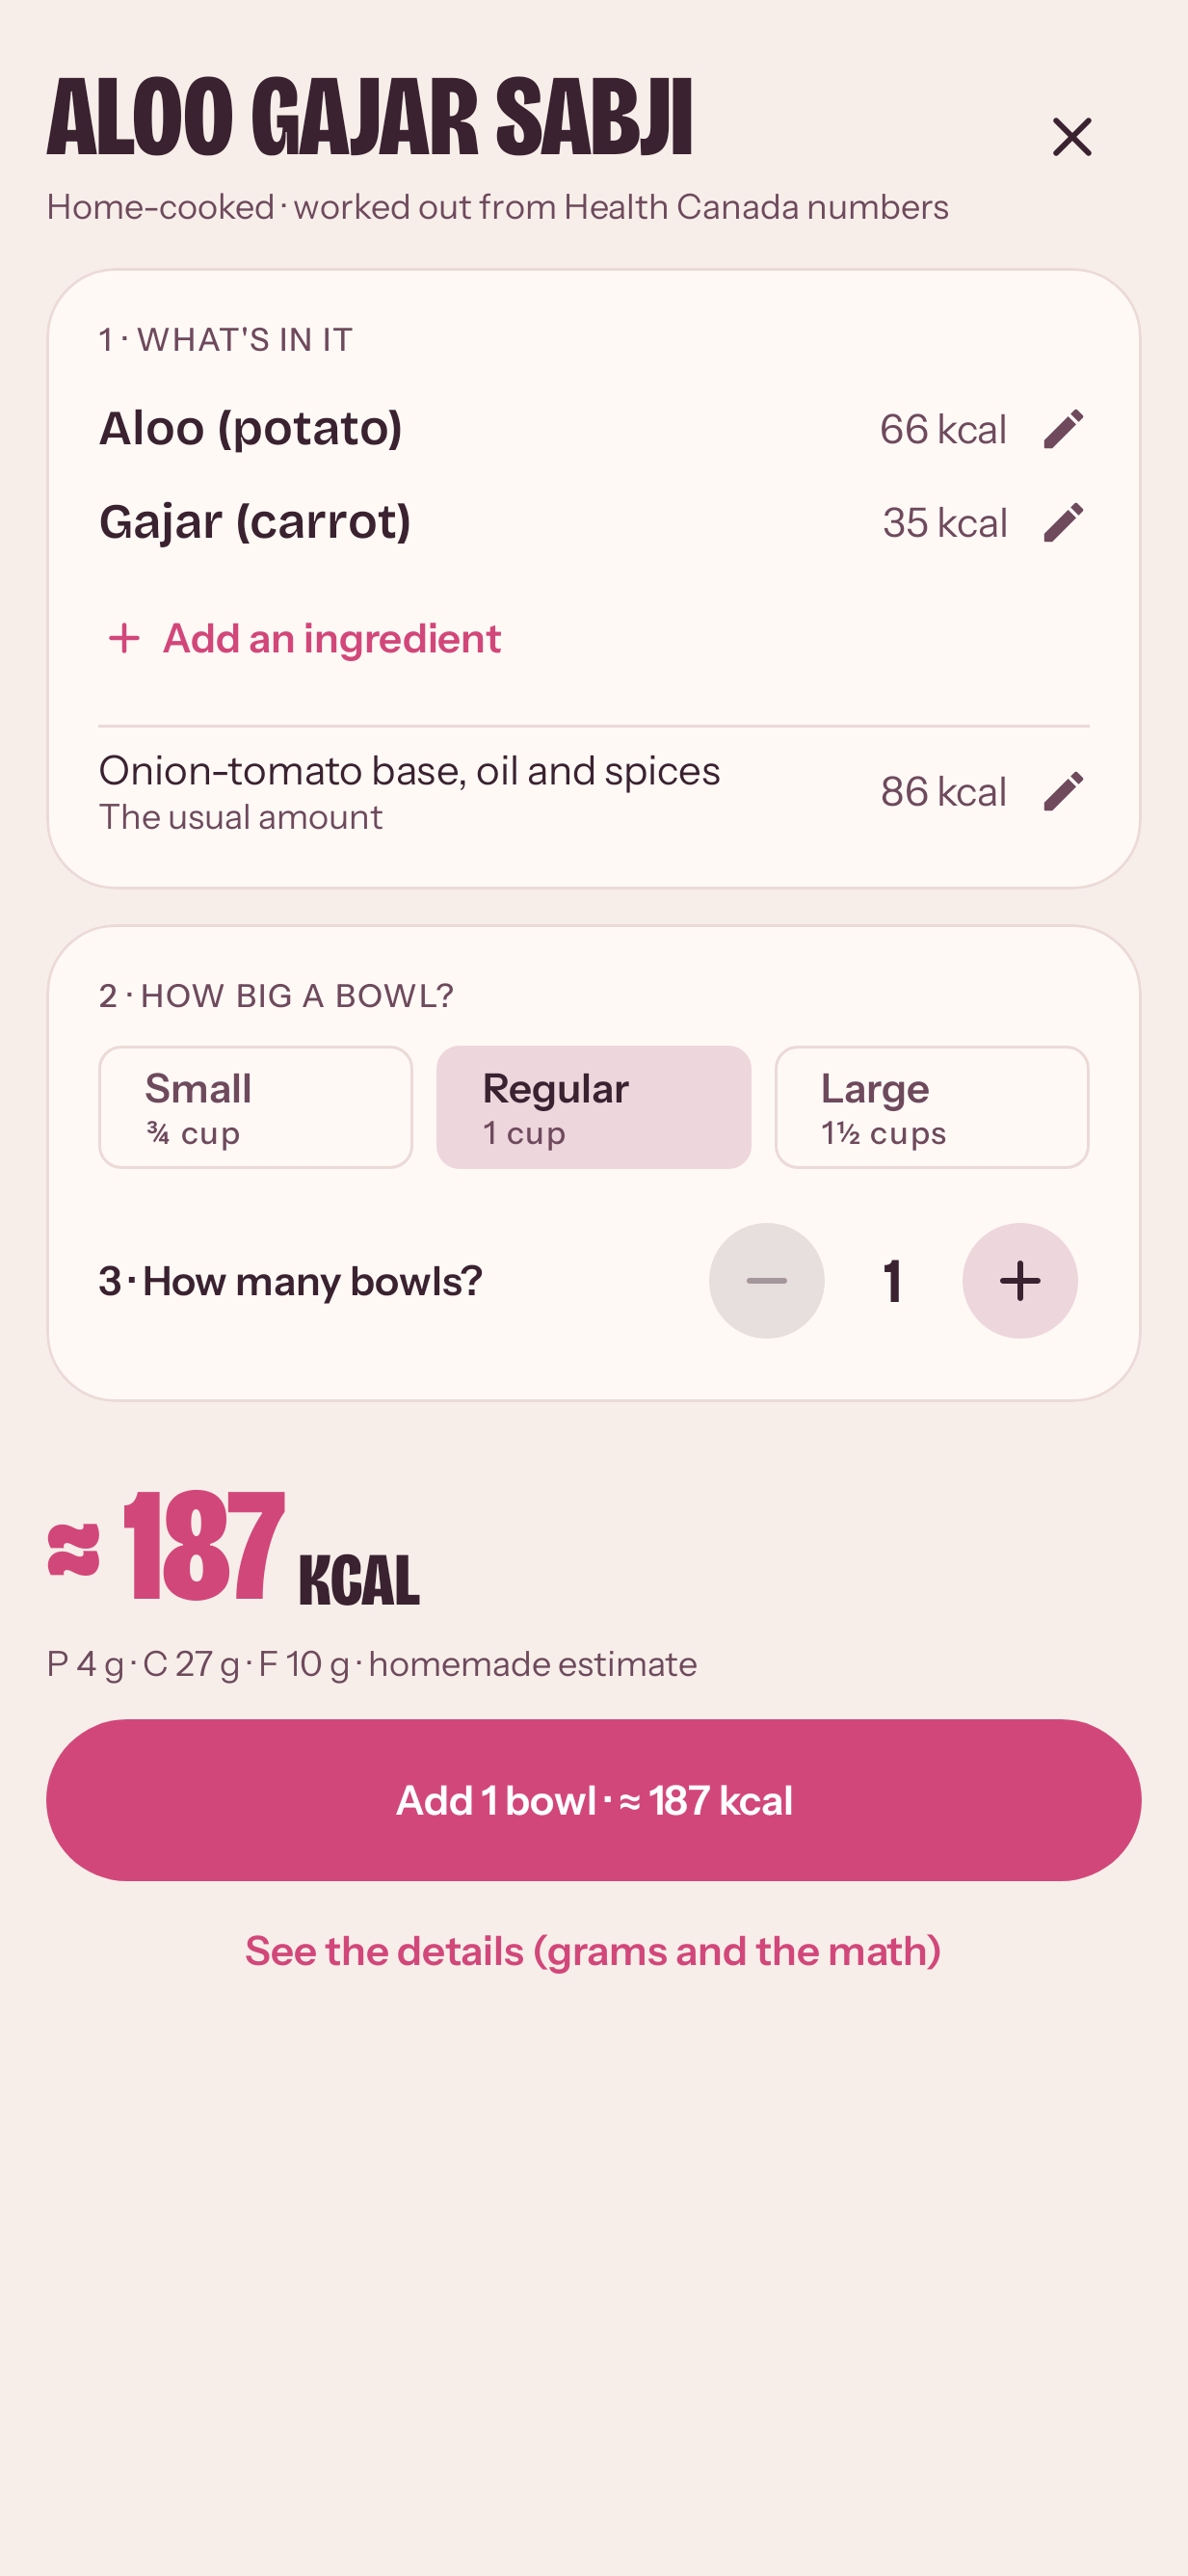 ALOO GAJAR SABJI
Home-cooked · worked out from Health Canada numbers
1 · WHAT'S IN IT
Aloo (potato) 66 kcal
Gajar (carrot) 35 kcal
+ Add an ingredient
Onion-tomato base, oil and spices
The usual amount
86 kcal
2 · HOW BIG A BOWL?
Small Regular Large
¾ cup 1 cup 1½ cups
3 · How many bowls? − 1 +
≈ 187 KCAL
P 4 g · C 27 g · F 10 g · homemade estimate
Add 1 bowl · ≈ 187 kcal
See the details (grams and the math)